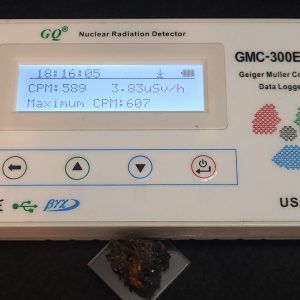 GQ® Nuclear Radiation Detector
GMC-300E
Geiger Muller Co
Data Logge
18:16:05
CPM:589 3.83uSv/h
Maximum CPM:607
US